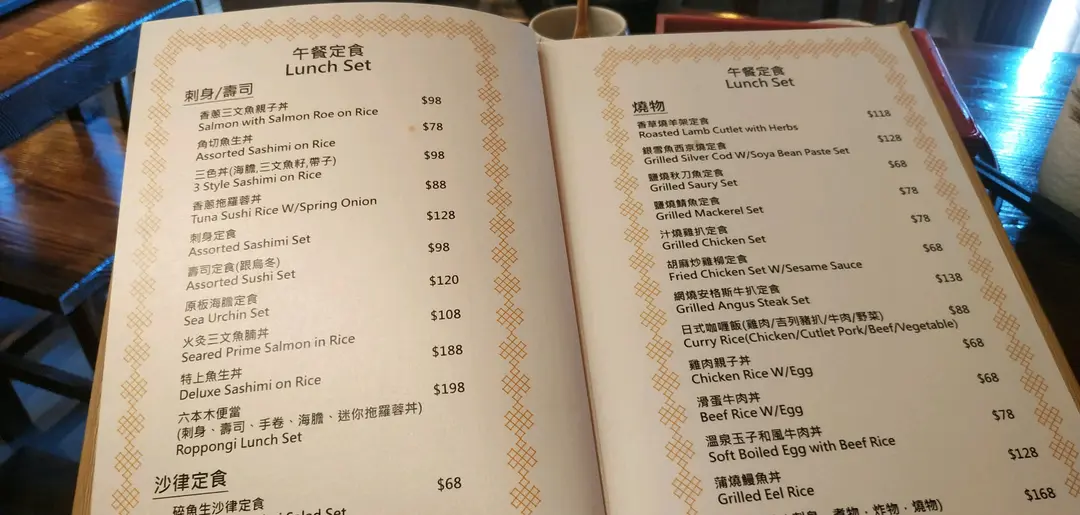 午餐定食
Lunch Set
刺身/壽司
香蔥三文魚親子丼 $98
Salmon with Salmon Roe on Rice
角切魚生丼 $78
Assorted Sashimi on Rice
三色丼(海膽,三文魚籽,帶子) $98
3 Style Sashimi on Rice
香蔥拖羅蓉丼 $88
Tuna Sushi Rice W/Spring Onion
刺身定食 $128
Assorted Sashimi Set
壽司定食(跟烏冬) $98
Assorted Sushi Set
原板海膽定食 $120
Sea Urchin Set
火灸三文魚腩丼 $108
Seared Prime Salmon in Rice
特上魚生丼 $188
Deluxe Sashimi on Rice
六本木便當 $198
(刺身、壽司、手卷、海膽、迷你拖羅蓉丼)
Roppongi Lunch Set
沙律定食
碎魚生沙律定食 $68
Salad Set
午餐定食
Lunch Set
燒物
香草燒羊架定食 $118
Roasted Lamb Cutlet with Herbs
銀雪魚西京燒定食 $128
Grilled Silver Cod W/Soya Bean Paste Set
鹽燒秋刀魚定食 $68
Grilled Saury Set
鹽燒鯖魚定食 $78
Grilled Mackerel Set
汁燒雞扒定食 $78
Grilled Chicken Set
胡麻炒雞柳定食 $68
Fried Chicken Set W/Sesame Sauce
網燒安格斯牛扒定食 $138
Grilled Angus Steak Set
日式咖喱飯(雞肉/吉列豬扒/牛肉/野菜) $88
Curry Rice(Chicken/Cutlet Pork/Beef/Vegetable)
雞肉親子丼 $68
Chicken Rice W/Egg
滑蛋牛肉丼 $68
Beef Rice W/Egg
溫泉玉子和風牛肉丼 $78
Soft Boiled Egg with Beef Rice
蒲燒鰻魚丼 $128
Grilled Eel Rice
煮物、炸物、燒物) $168